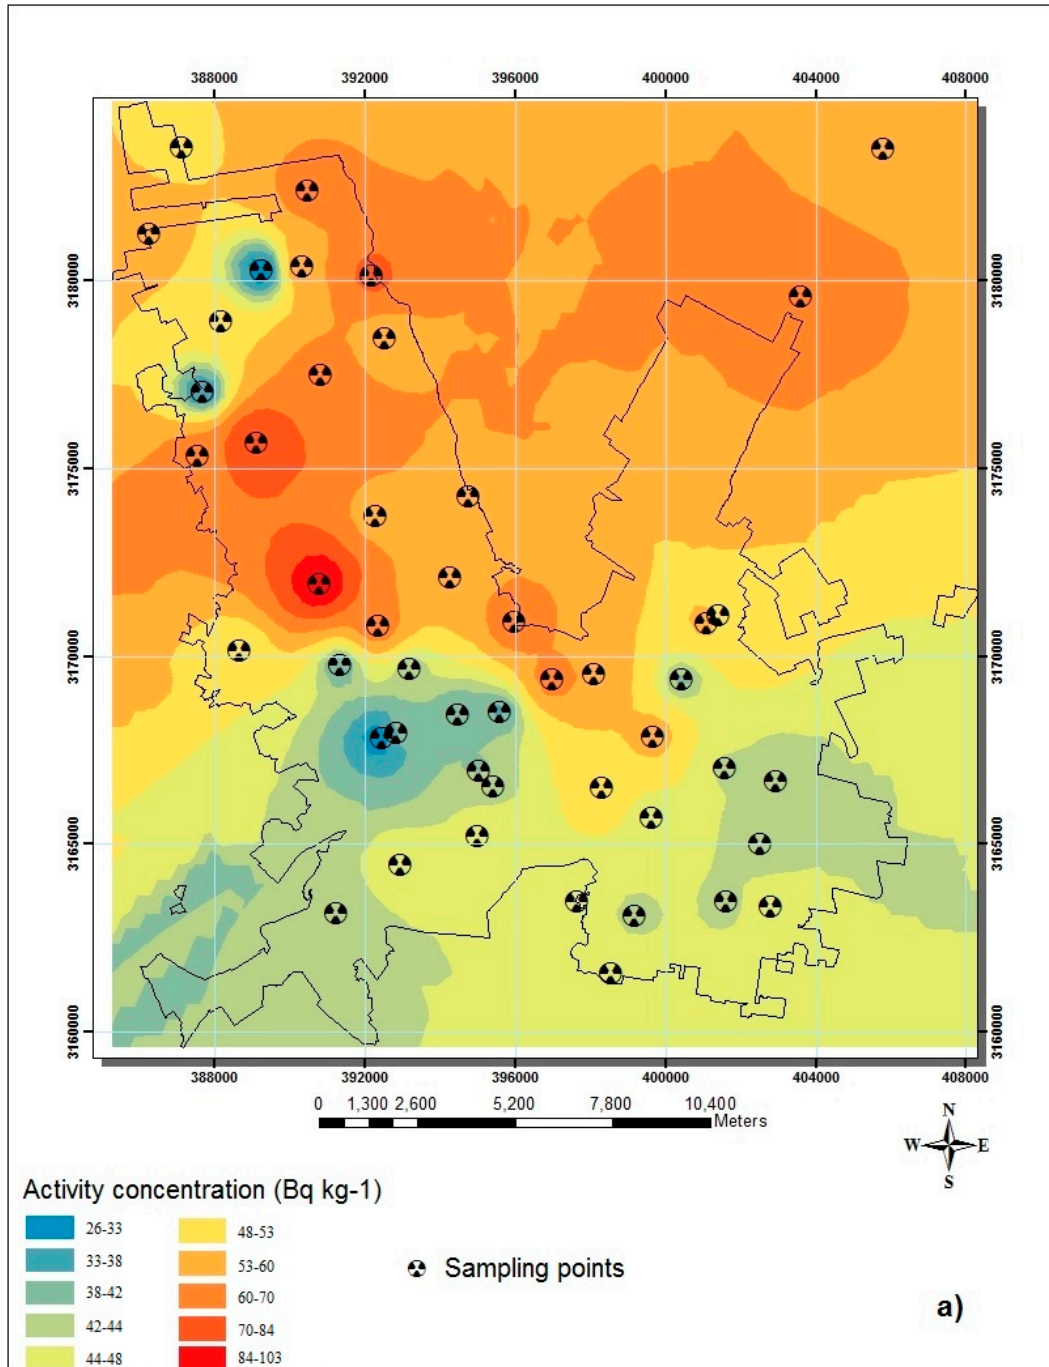 388000 392000 396000 400000 404000 408000
3180000 3180000
3175000 3175000
3170000 3170000
3165000 3165000
3160000 3160000
388000 392000 396000 400000 404000 408000
0 1,300 2,600 5,200 7,800 10,400
Meters
N
W E
S
Activity concentration (Bq kg-1)
26-33 48-53
33-38 53-60
38-42 60-70
42-44 70-84
44-48 84-103
Sampling points
a)